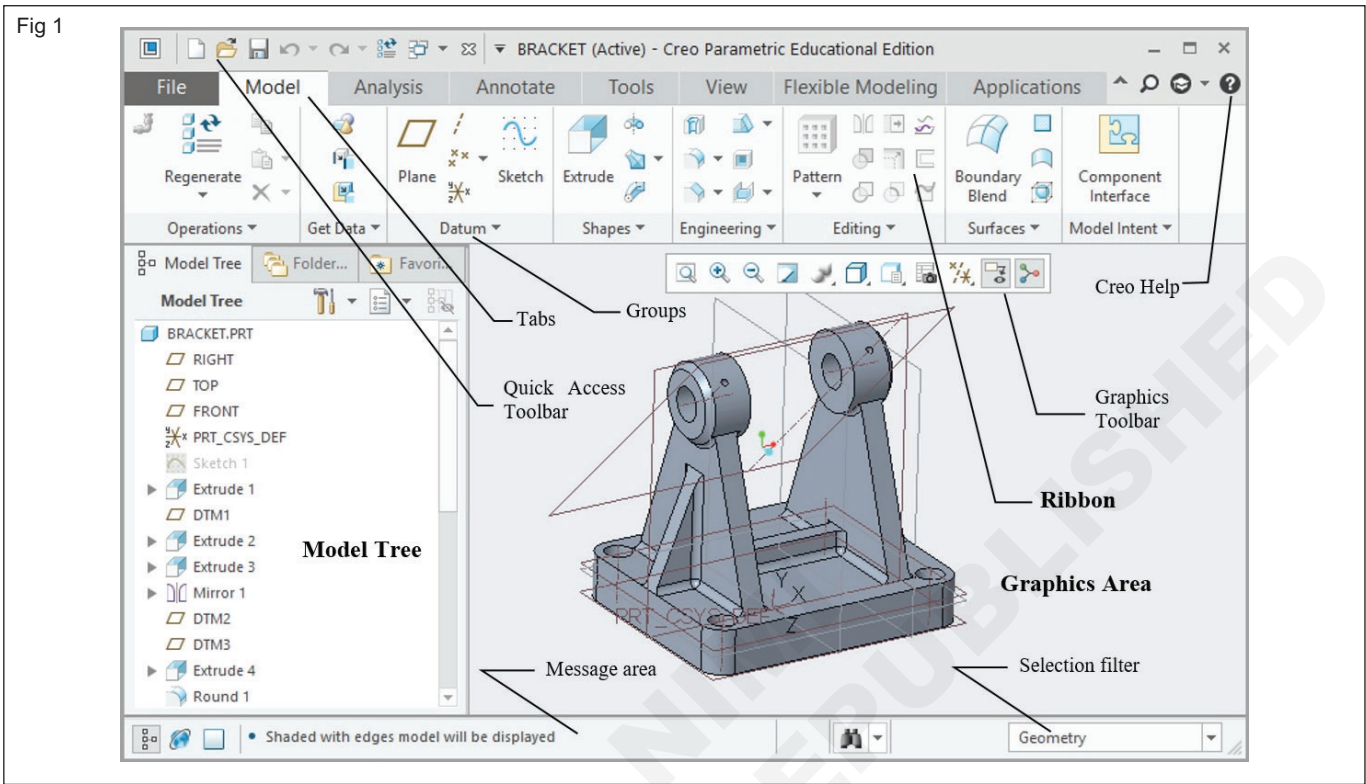 Fig 1
BRACKET (Active) - Creo Parametric Educational Edition
File Model Analysis Annotate Tools View Flexible Modeling Applications
Regenerate
Plane
Sketch
Extrude
Pattern
Boundary
Blend
Component
Interface
Operations Get Data Datum Shapes Engineering Editing Surfaces Model Intent
Model Tree Folder... Favori...
Model Tree
BRACKET.PRT
RIGHT
TOP
FRONT
PRT_CSYS_DEF
Sketch 1
Extrude 1
DTM1
Extrude 2
Extrude 3
Mirror 1
DTM2
DTM3
Extrude 4
Round 1
Model Tree
Tabs
Groups
Creo Help
Quick Access
Toolbar
Graphics
Toolbar
Ribbon
Graphics Area
Y
X
Z
PRT_CSYS_DEF
Message area
Selection filter
• Shaded with edges model will be displayed
Geometry